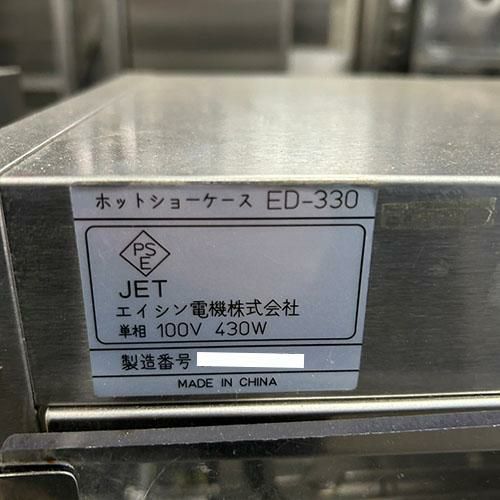 ホットショーケース ED-330
PS
E
JET
エイシン電機株式会社
単相 100V 430W
製造番号
MADE IN CHINA